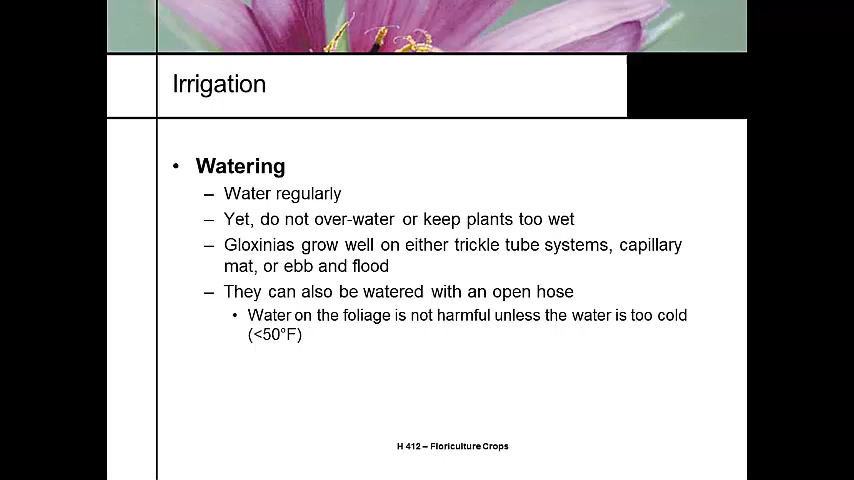 Irrigation
• Watering
– Water regularly
– Yet, do not over-water or keep plants too wet
– Gloxinias grow well on either trickle tube systems, capillary
mat, or ebb and flood
– They can also be watered with an open hose
• Water on the foliage is not harmful unless the water is too cold
(<50°F)
H 412 – Floriculture Crops